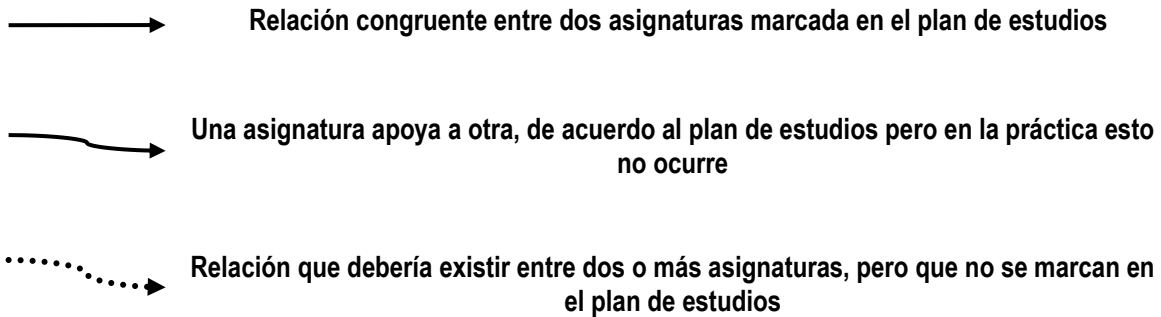 Relación congruente entre dos asignaturas marcada en el plan de estudios
Una asignatura apoya a otra, de acuerdo al plan de estudios pero en la práctica esto
no ocurre
Relación que debería existir entre dos o más asignaturas, pero que no se marcan en
el plan de estudios